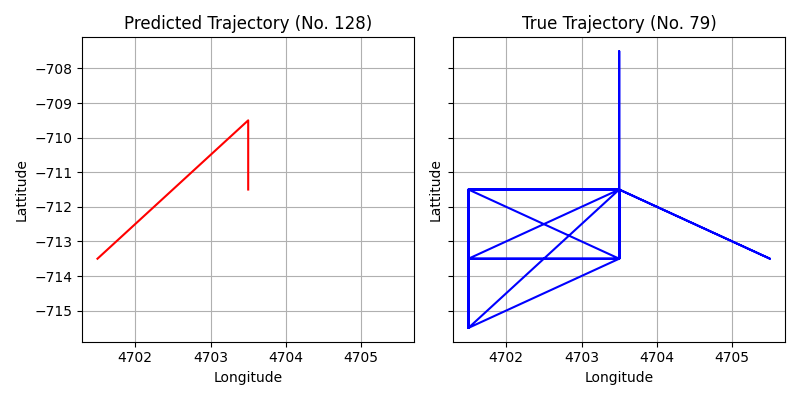 Predicted Trajectory (No. 128)
True Trajectory (No. 79)
−708
−709
−710
−711
−712
−713
−714
−715
Lattitude
Lattitude
4702
4703
4704
4705
4702
4703
4704
4705
Longitude
Longitude